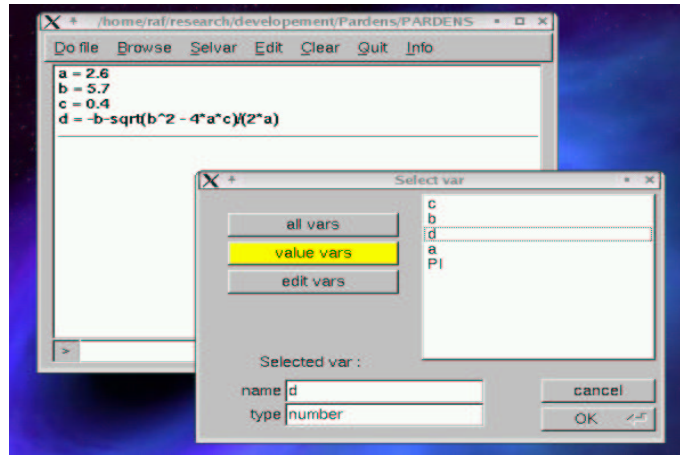 /home/raf/research/developement/Pardens/PARDENS
Do file Browse Selvar Edit Clear Quit Info
a = 2.6
b = 5.7
c = 0.4
d = -b-sqrt(b^2 - 4*a*c)/(2*a)
>
Select var
all vars
value vars
edit vars
c
b
d
a
PI
Selected var :
name d
type number
cancel
OK